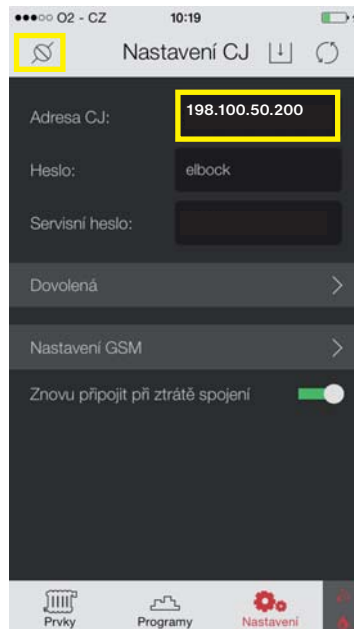 O2 - CZ 10:19
Nastavení CJ
Adresa CJ: 198.100.50.200
Heslo: elbock
Servisní heslo:
Dovolená
Nastavení GSM
Znovu připojit při ztrátě spojení
Prvky Programy Nastavení